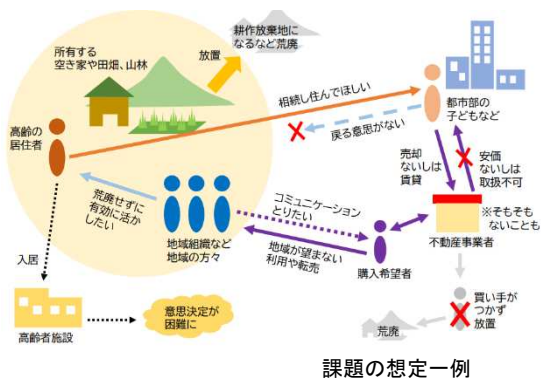 所有する
空き家や田畑、山林
放置
耕作放棄地に
なるなど荒廃
相続し住んでほしい
都市部の
子どもなど
戻る意思がない
高齢の
居住者
売却
ないしは
賃貸
安価
ないしは
取扱不可
荒廃せずに
有効に活か
したい
コミュニケーション
とりたい
地域組織など
地域の方々
地域が望まない
利用や転売
購入希望者
※そもそも
ないことも
不動産事業者
入居
高齢者施設
意思決定が
困難に
買い手が
つかず
放置
荒廃
課題の想定一例